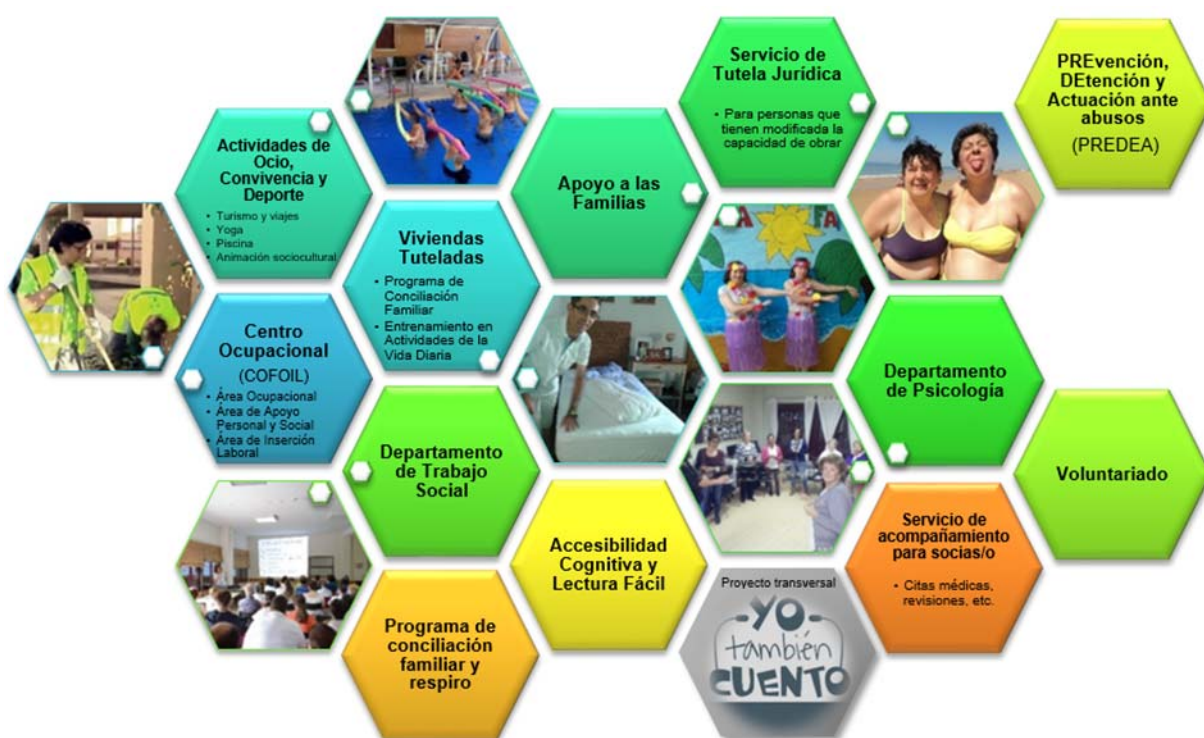 Servicio de
Tutela Jurídica
• Para personas que
tienen modificada la
capacidad de obrar
PREvención,
DEtención y
Actuación ante
abusos
(PREDEA)
Actividades de
Ocio,
Convivencia y
Deporte
• Turismo y viajes
• Yoga
• Piscina
• Animación sociocultural
Apoyo a las
Familias
Viviendas
Tuteladas
• Programa de
Conciliación
Familiar
• Entrenamiento en
Actividades de la
Vida Diaria
Centro
Ocupacional
(COFOIL)
• Área Ocupacional
• Área de Apoyo
Personal y Social
• Área de Inserción
Laboral
Departamento
de Psicología
Departamento
de Trabajo
Social
Voluntariado
Accesibilidad
Cognitiva y
Lectura Fácil
Servicio de
acompañamiento
para socias/o
• Citas médicas,
revisiones, etc.
Programa de
conciliación
familiar y
respiro
Proyecto transversal
YO
también
CUENTO